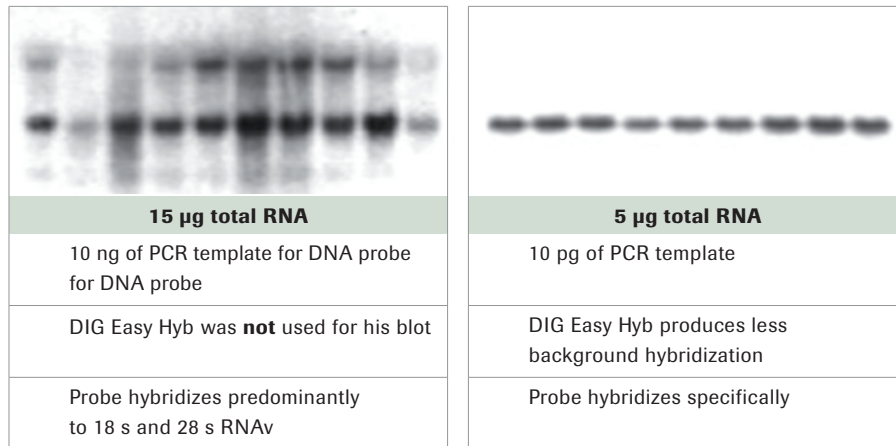 15 µg total RNA
10 ng of PCR template for DNA probe
for DNA probe
DIG Easy Hyb was not used for his blot
Probe hybridizes predominantly
to 18 s and 28 s RNAv
5 µg total RNA
10 pg of PCR template
DIG Easy Hyb produces less
background hybridization
Probe hybridizes specifically